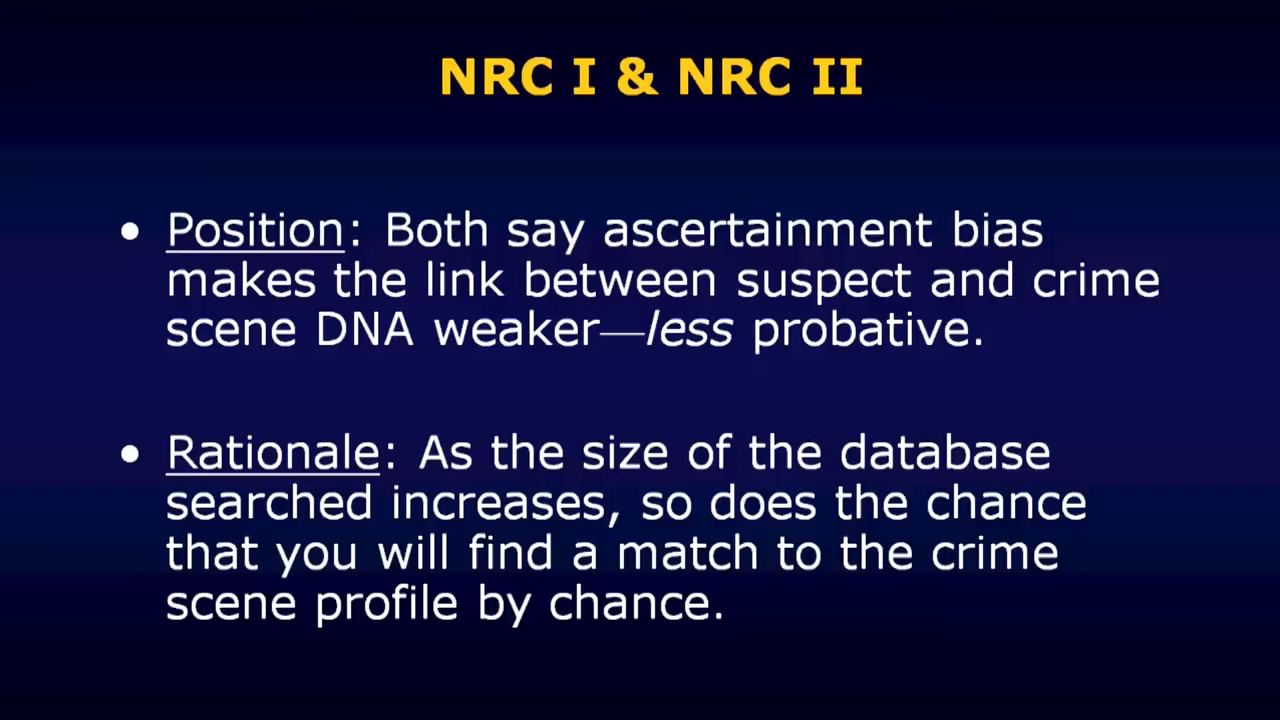 NRC I & NRC II
• Position: Both say ascertainment bias
makes the link between suspect and crime
scene DNA weaker—less probative.
• Rationale: As the size of the database
searched increases, so does the chance
that you will find a match to the crime
scene profile by chance.